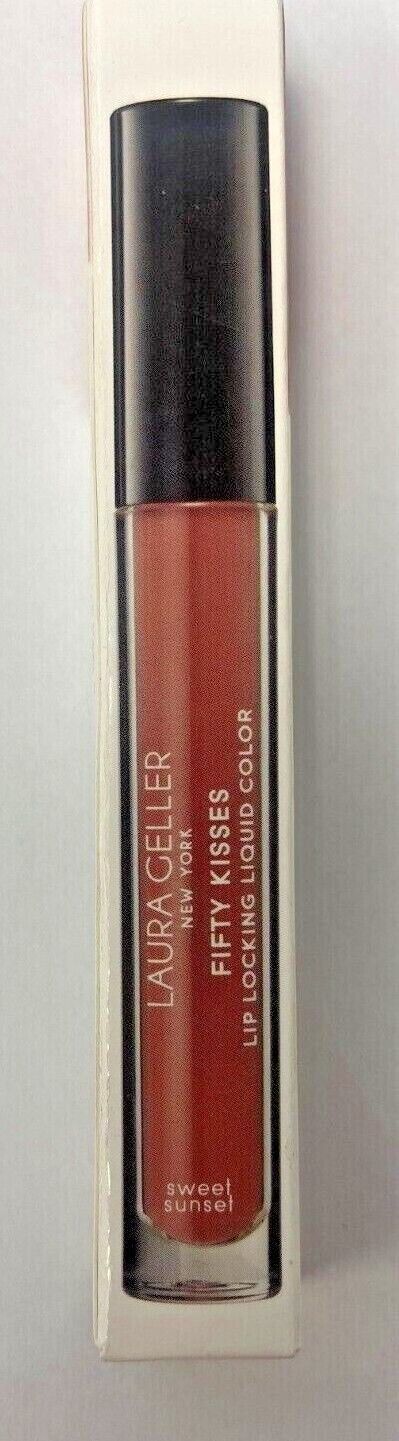 LAURA GELLER
NEW YORK
FIFTY KISSES
LIP LOCKING LIQUID COLOR
sweet
sunset